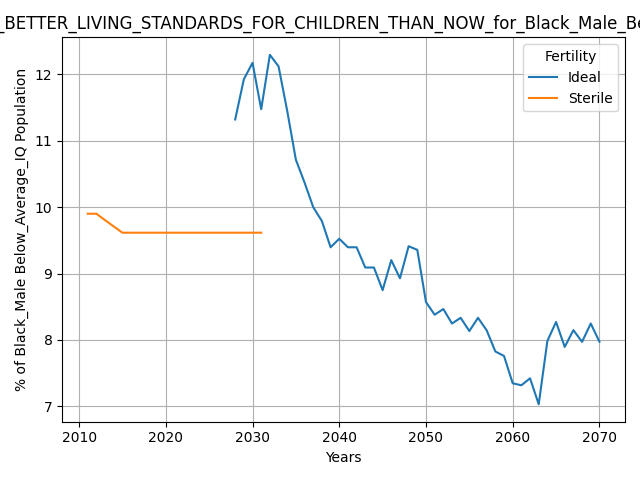 _BETTER_LIVING_STANDARDS_FOR_CHILDREN_THAN_NOW_for_Black_Male_Be
Fertility
Ideal
Sterile
% of Black_Male Below_Average_IQ Population
12
11
10
9
8
7
2010 2020 2030 2040 2050 2060 2070
Years